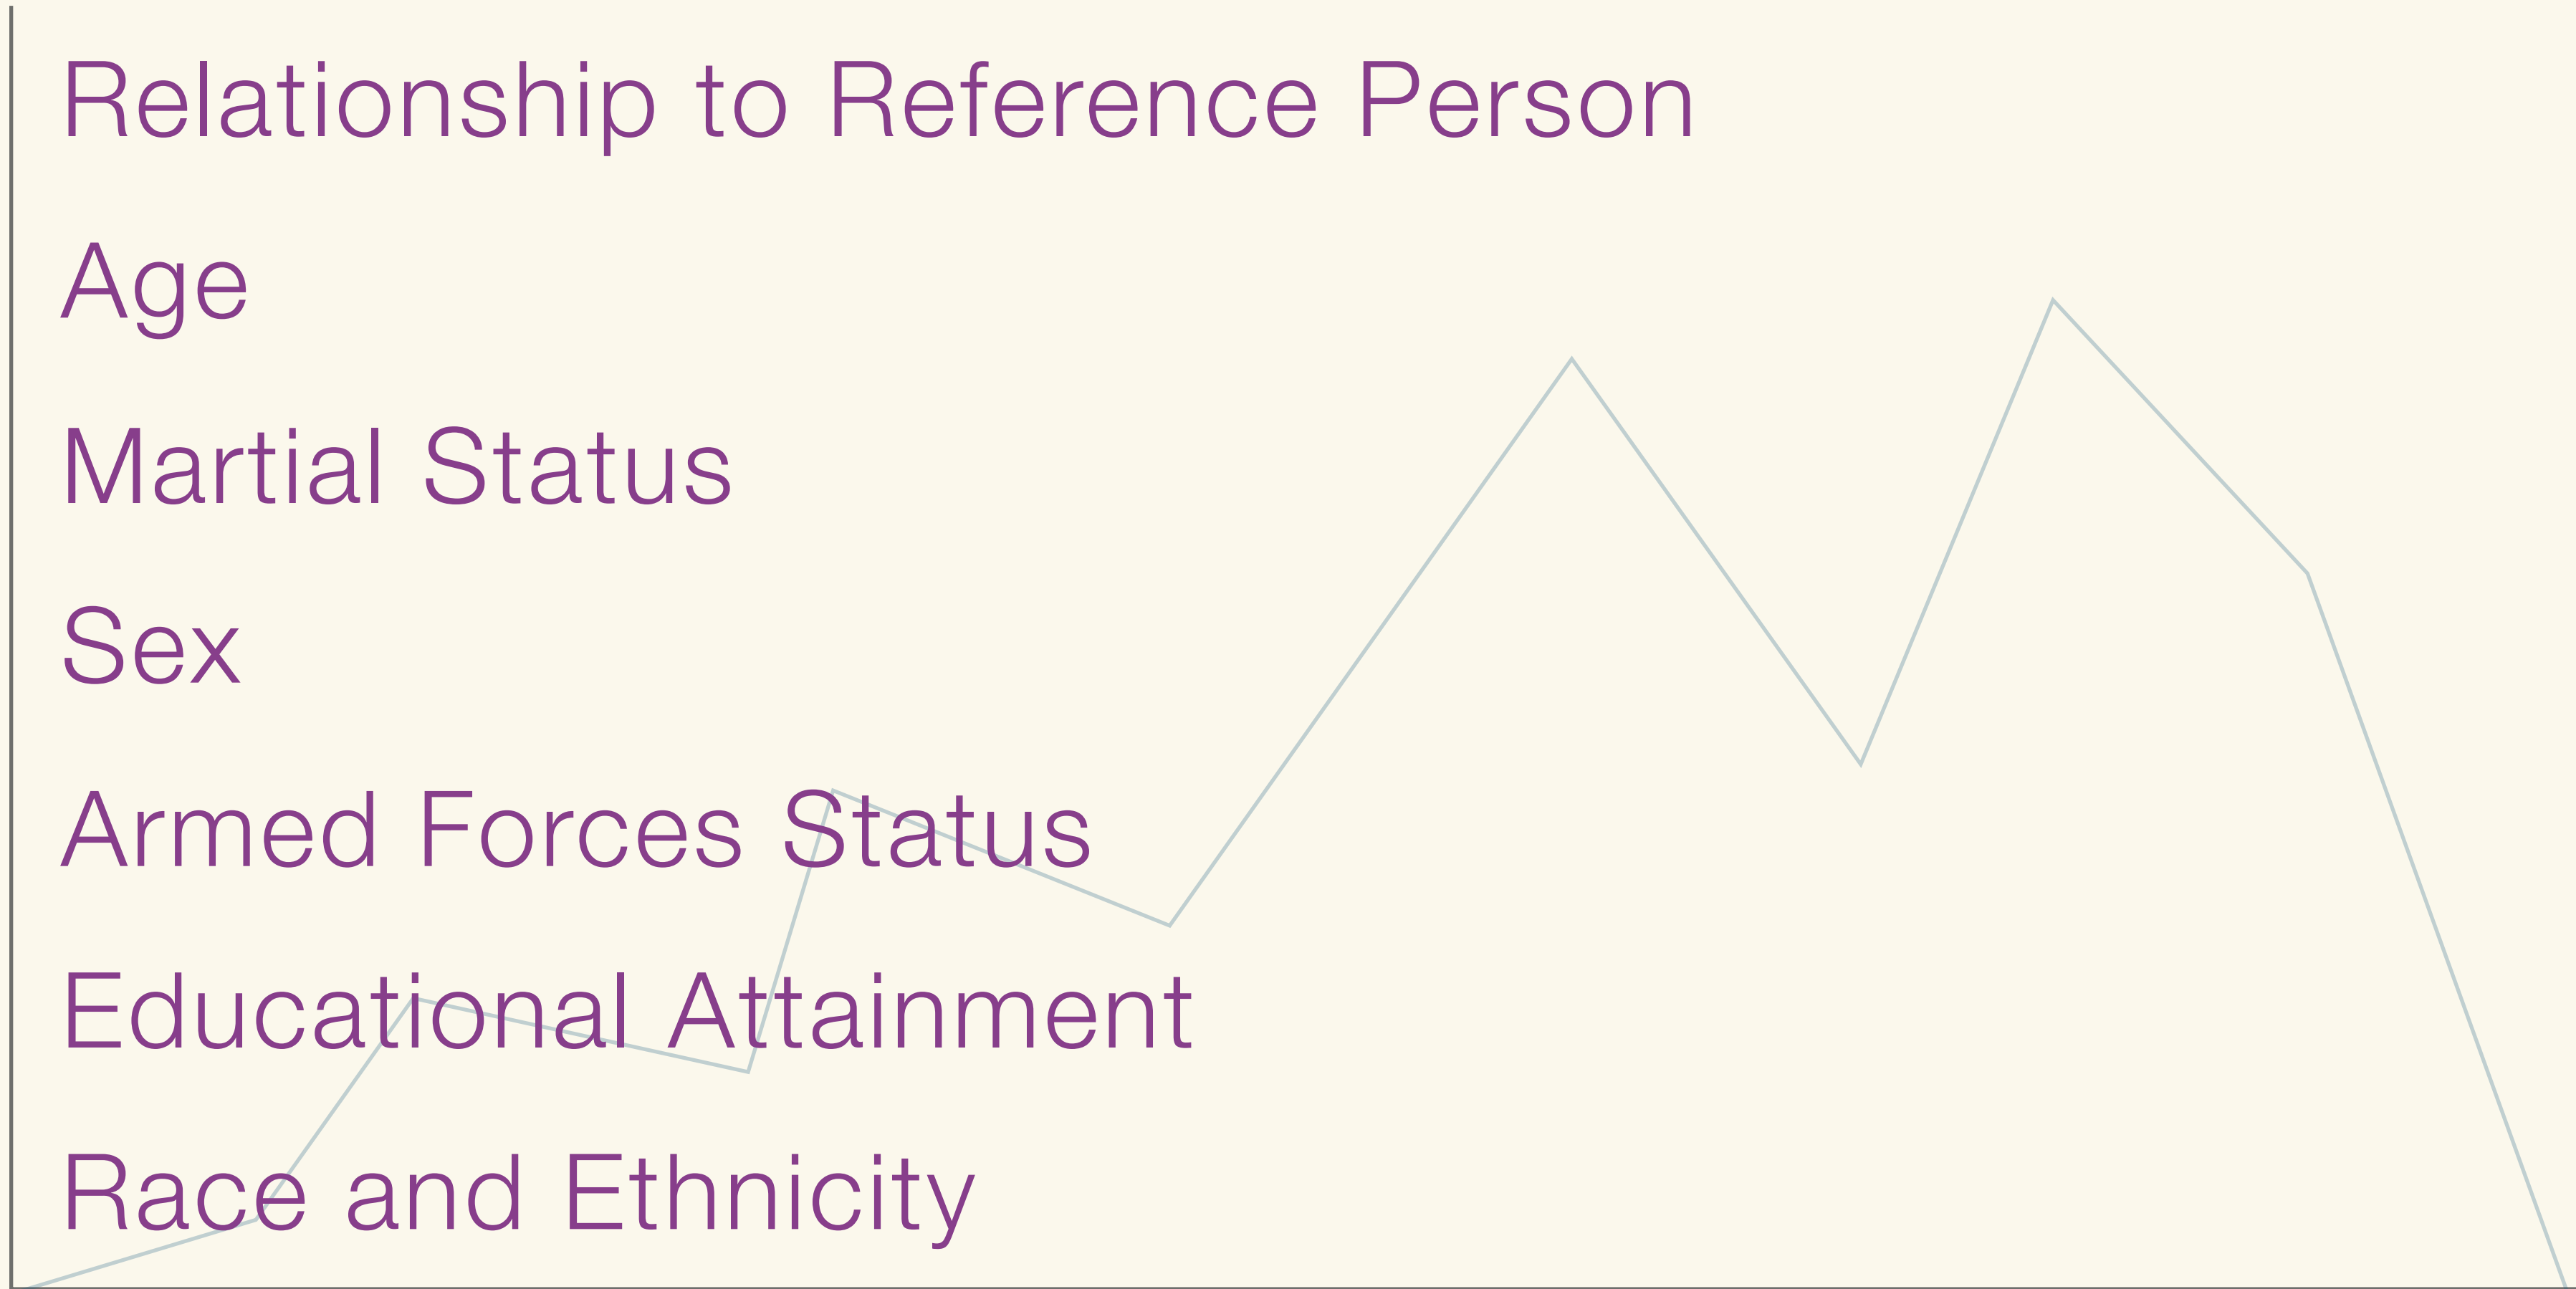 Relationship to Reference Person
Age
Martial Status
Sex
Armed Forces Status
Educational Attainment
Race and Ethnicity